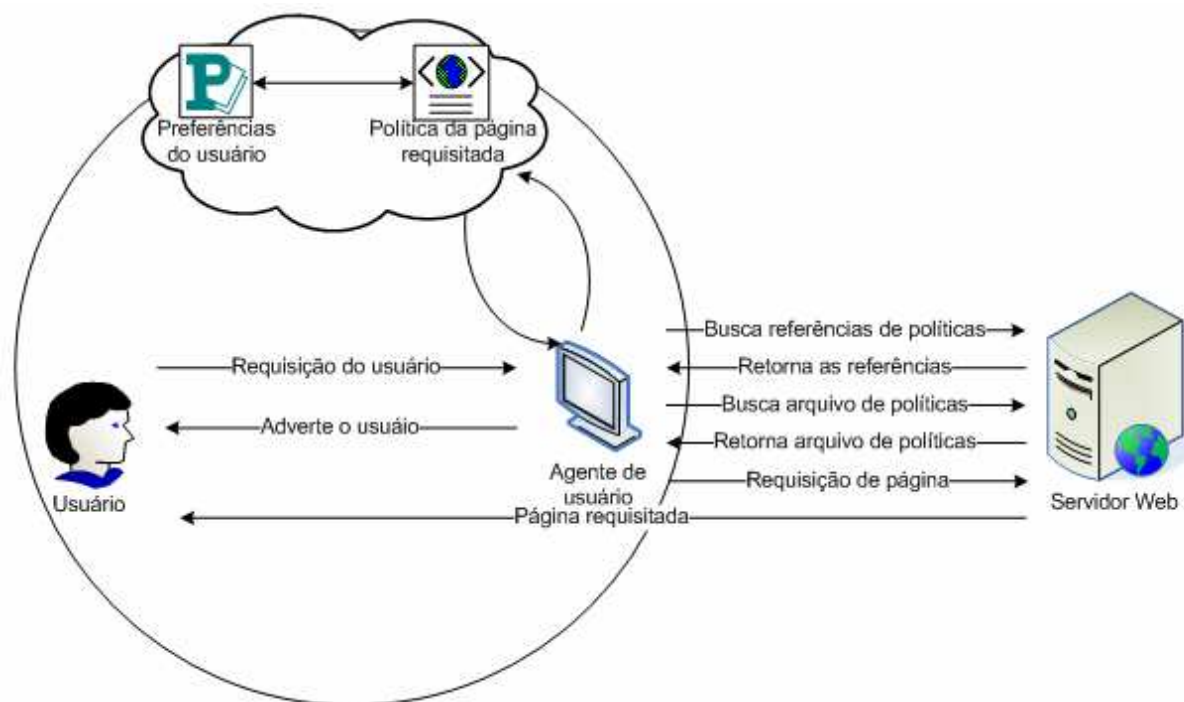 Preferências
do usuário
Política da página
requisitada
Busca referências de políticas
Requisição do usuário
Retorna as referências
Busca arquivo de políticas
Adverte o usuáio
Retorna arquivo de políticas
Agente de
usuário
Requisição de página
Usuário
Servidor Web
Página requisitada